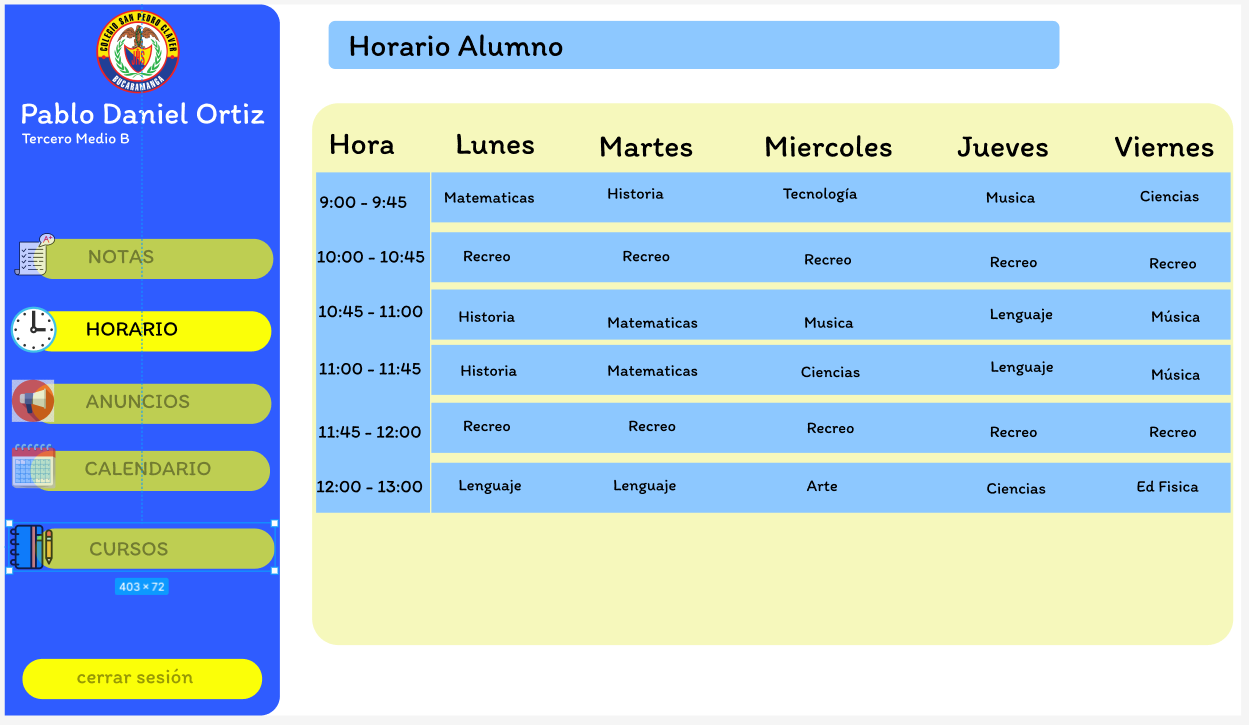 COLEGIO SAN PEDRO CLAVER
BUCARAMANGA
Pablo Daniel Ortiz
Tercero Medio B
A+
NOTAS
HORARIO
ANUNCIOS
CALENDARIO
CURSOS
403 × 72
cerrar sesión
Horario Alumno
Hora Lunes Martes Miercoles Jueves Viernes
9:00 - 9:45 Matematicas Historia Tecnología Musica Ciencias
10:00 - 10:45 Recreo Recreo Recreo Recreo Recreo
10:45 - 11:00 Historia Matematicas Musica Lenguaje Música
11:00 - 11:45 Historia Matematicas Ciencias Lenguaje Música
11:45 - 12:00 Recreo Recreo Recreo Recreo Recreo
12:00 - 13:00 Lenguaje Lenguaje Arte Ciencias Ed Fisica